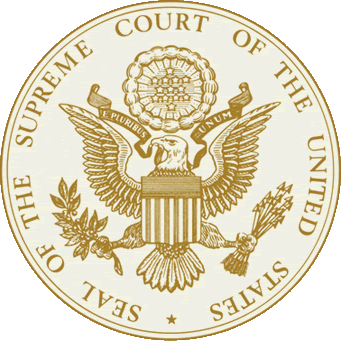 SEAL OF THE SUPREME COURT OF THE UNITED STATES
E PLURIBUS UNUM